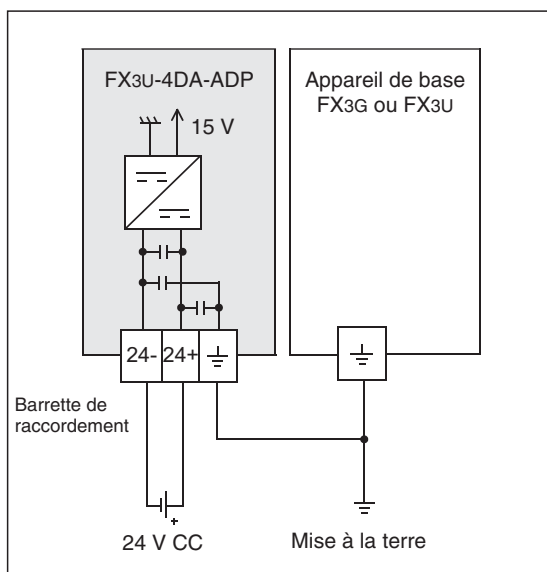 FX3U-4DA-ADP
15 V
Appareil de base
FX3G ou FX3U
24-
24+
Barrette de
raccordement
+
24 V CC
Mise à la terre